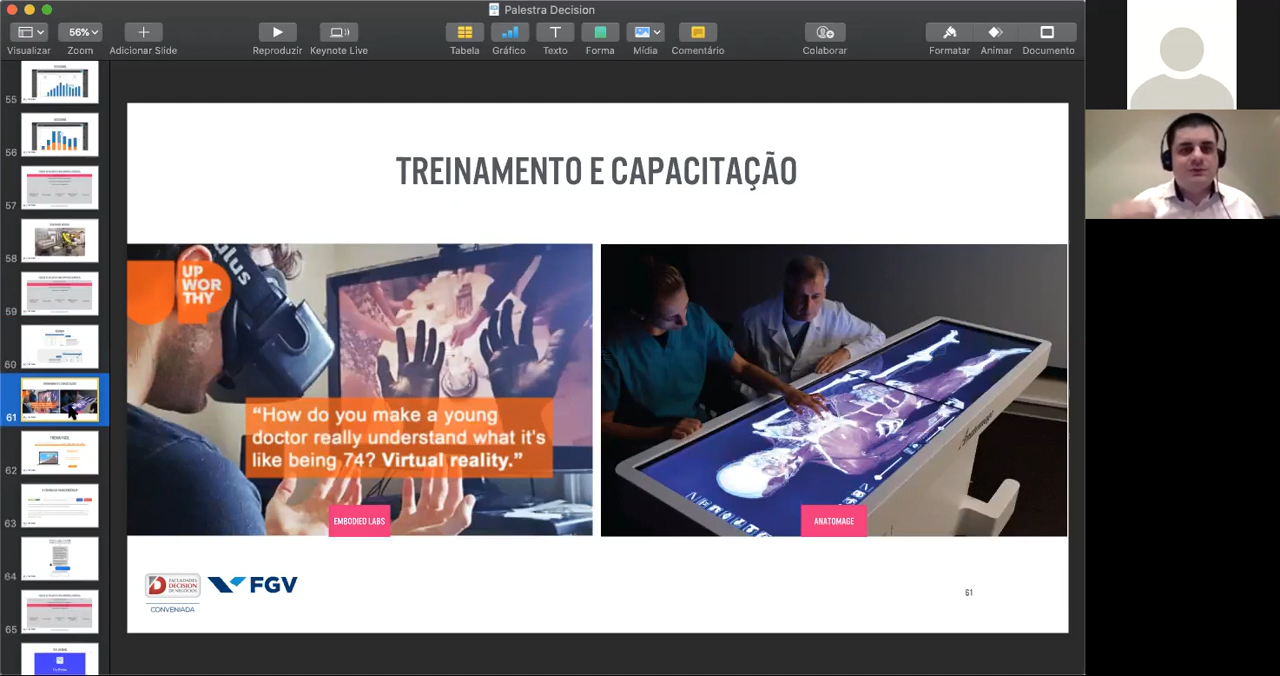 Palestra Decision
56%
Visualizar
Zoom
Adicionar Slide
Reproduzir
Keynote Live
Tabela
Gráfico
Texto
Forma
Mídia
Comentário
Colaborar
Formatar
Animar
Documento
55
56
57
58
59
60
61
62
63
64
65
TREINAMENTO E CAPACITAÇÃO
UP
WOR
THY
“How do you make a young
doctor really understand what it's
like being 74? Virtual reality.”
EMBODIED LABS
ANATOMAGE
FACULDADES
DECISION
DE NEGÓCIOS
FGV
CONVENIADA
61